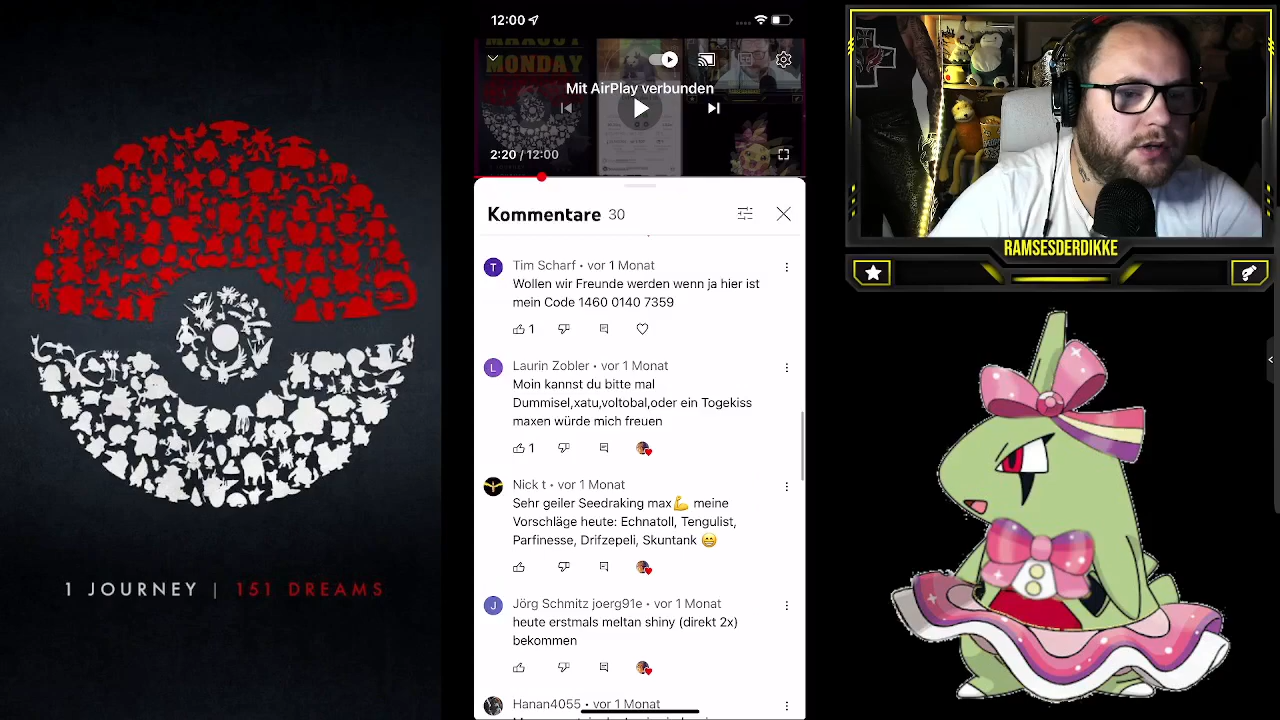 12:00
MAXOUT
MONDAY
Mit AirPlay verbunden
2:20 / 12:00
Kommentare 30
Tim Scharf • vor 1 Monat
Wollen wir Freunde werden wenn ja hier ist
mein Code 1460 0140 7359
1
Laurin Zobler • vor 1 Monat
Moin kannst du bitte mal
Dummisel,xatu,voltobal,oder ein Togekiss
maxen würde mich freuen
1
Nick t • vor 1 Monat
Sehr geiler Seedraking max💪 meine
Vorschläge heute: Echnatoll, Tengulist,
Parfinesse, Drifzepeli, Skuntank 😁
Jörg Schmitz joerg91e • vor 1 Monat
heute erstmals meltan shiny (direkt 2x)
bekommen
Hanan4055 • vor 1 Monat
1 JOURNEY | 151 DREAMS
RAMSESDERDIKKE